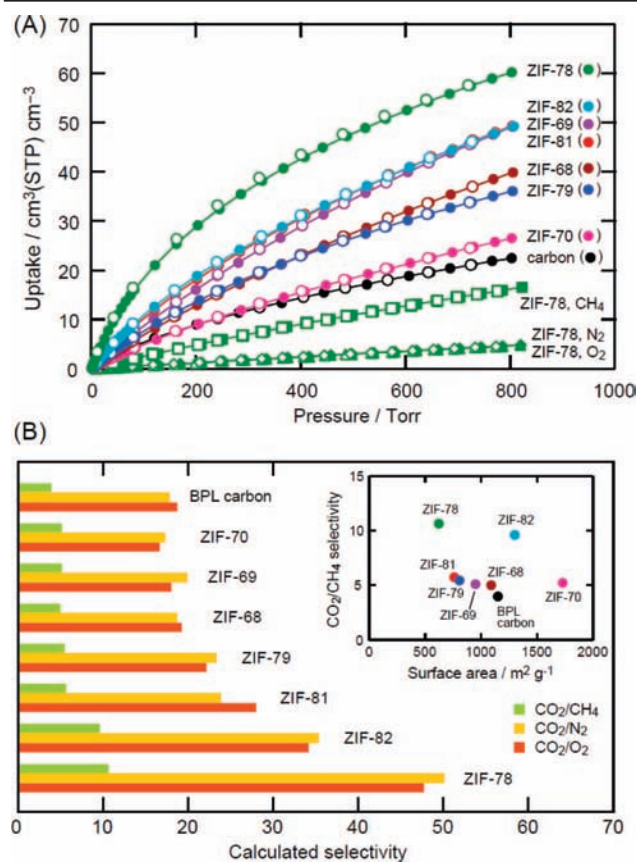 (A)
70
60
50
40
30
20
10
0
Uptake / cm³(STP) cm⁻³
ZIF-78 ( )
ZIF-82 ( )
ZIF-69 ( )
ZIF-81 ( )
ZIF-68 ( )
ZIF-79 ( )
ZIF-70 ( )
carbon ( )
ZIF-78, CH₄
ZIF-78, N₂
ZIF-78, O₂
0 200 400 600 800 1000
Pressure / Torr
(B)
BPL carbon
ZIF-70
ZIF-69
ZIF-68
ZIF-79
ZIF-81
ZIF-82
ZIF-78
15
10
5
0
CO₂/CH₄ selectivity
ZIF-78
ZIF-82
ZIF-81
ZIF-79
ZIF-69
ZIF-68
BPL
carbon
ZIF-70
0 500 1000 1500 2000
Surface area / m² g⁻¹
CO₂/CH₄
CO₂/N₂
CO₂/O₂
0 10 20 30 40 50 60 70
Calculated selectivity